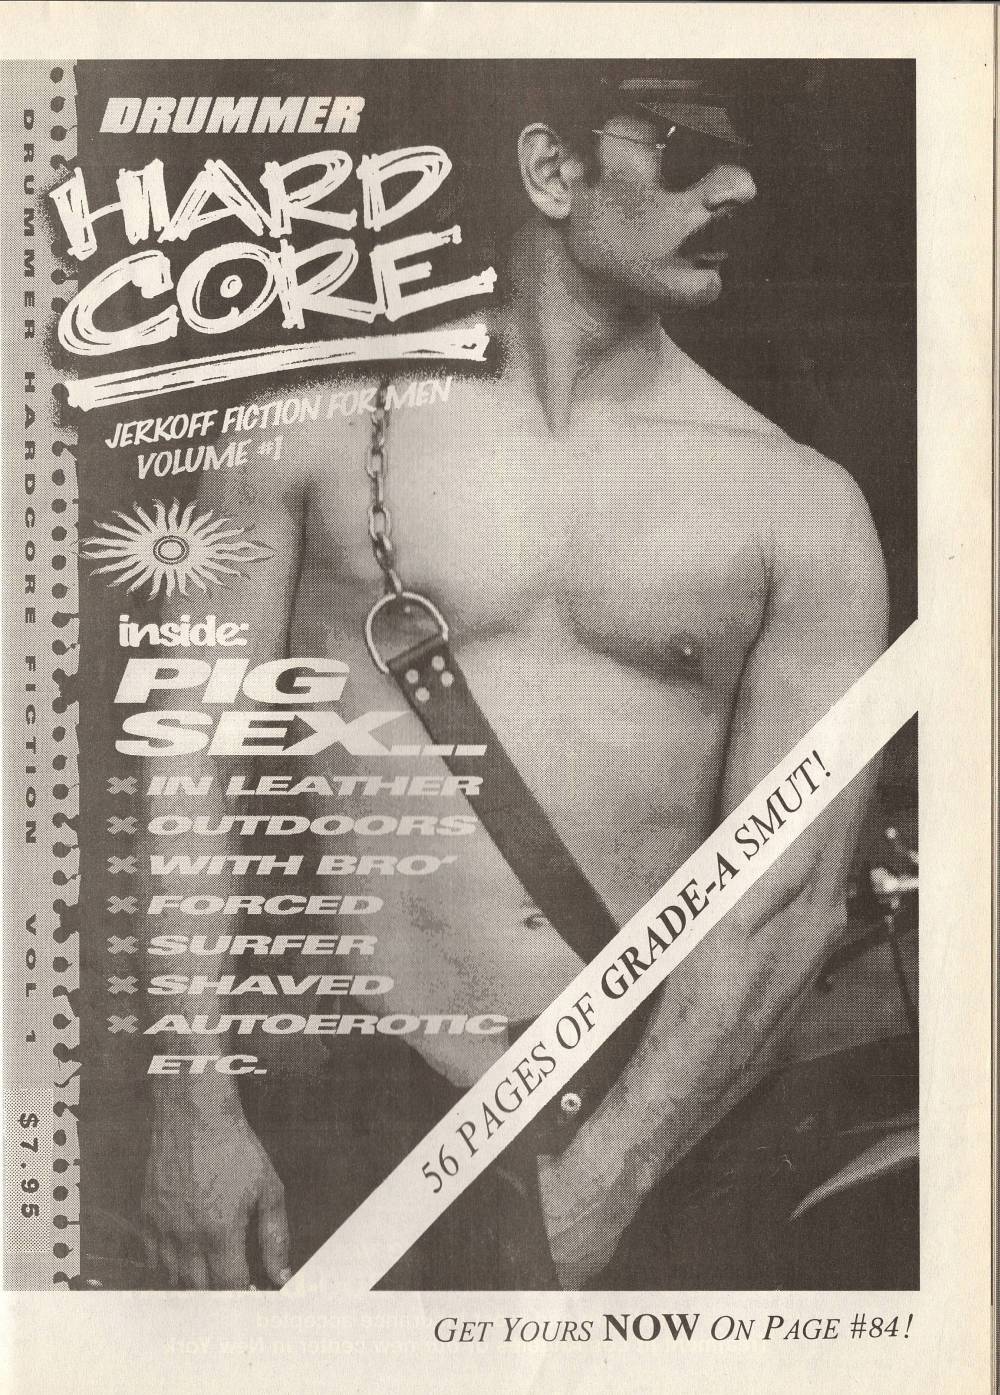 DRUMMER
HARD
CORE
JERKOFF FICTION FOR MEN
VOLUME #1
inside:
PIG
SEX...
× IN LEATHER
× OUTDOORS
× WITH BRO'
× FORCED
× SURFER
× SHAVED
× AUTOEROTIC
ETC.
DRUMMER HARDCORE FICTION VOL 1
$7.95
56 PAGES OF GRADE-A SMUT!
GET YOURS NOW ON PAGE #84!